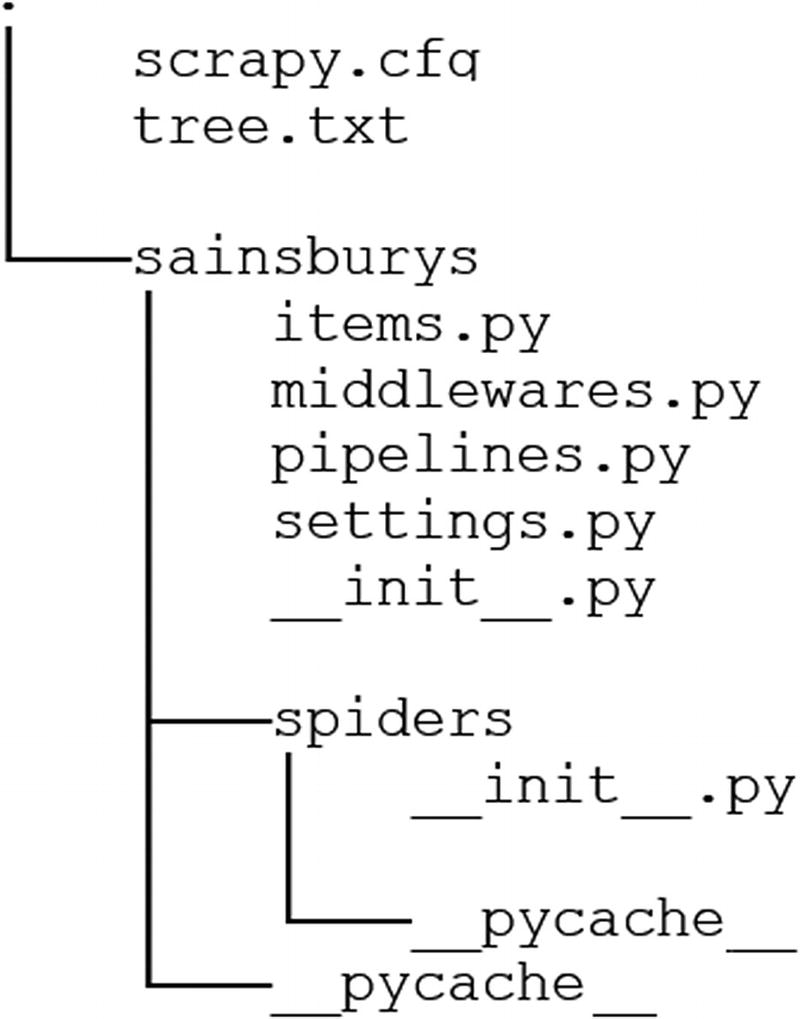 .
scrapy.cfg
tree.txt
sainsburys
items.py
middlewares.py
pipelines.py
settings.py
__init__.py
spiders
__init__.py
__pycache__
__pycache__